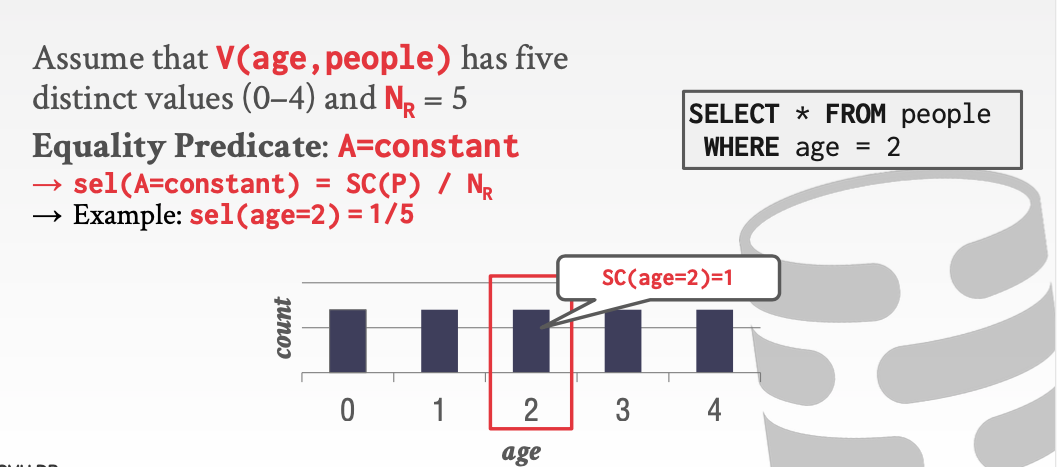 Assume that V(age,people) has five
distinct values (0–4) and NR = 5
Equality Predicate: A=constant
→ sel(A=constant) = SC(P) / NR
→ Example: sel(age=2) = 1/5
SELECT * FROM people
WHERE age = 2
SC(age=2)=1
count
0 1 2 3 4
age